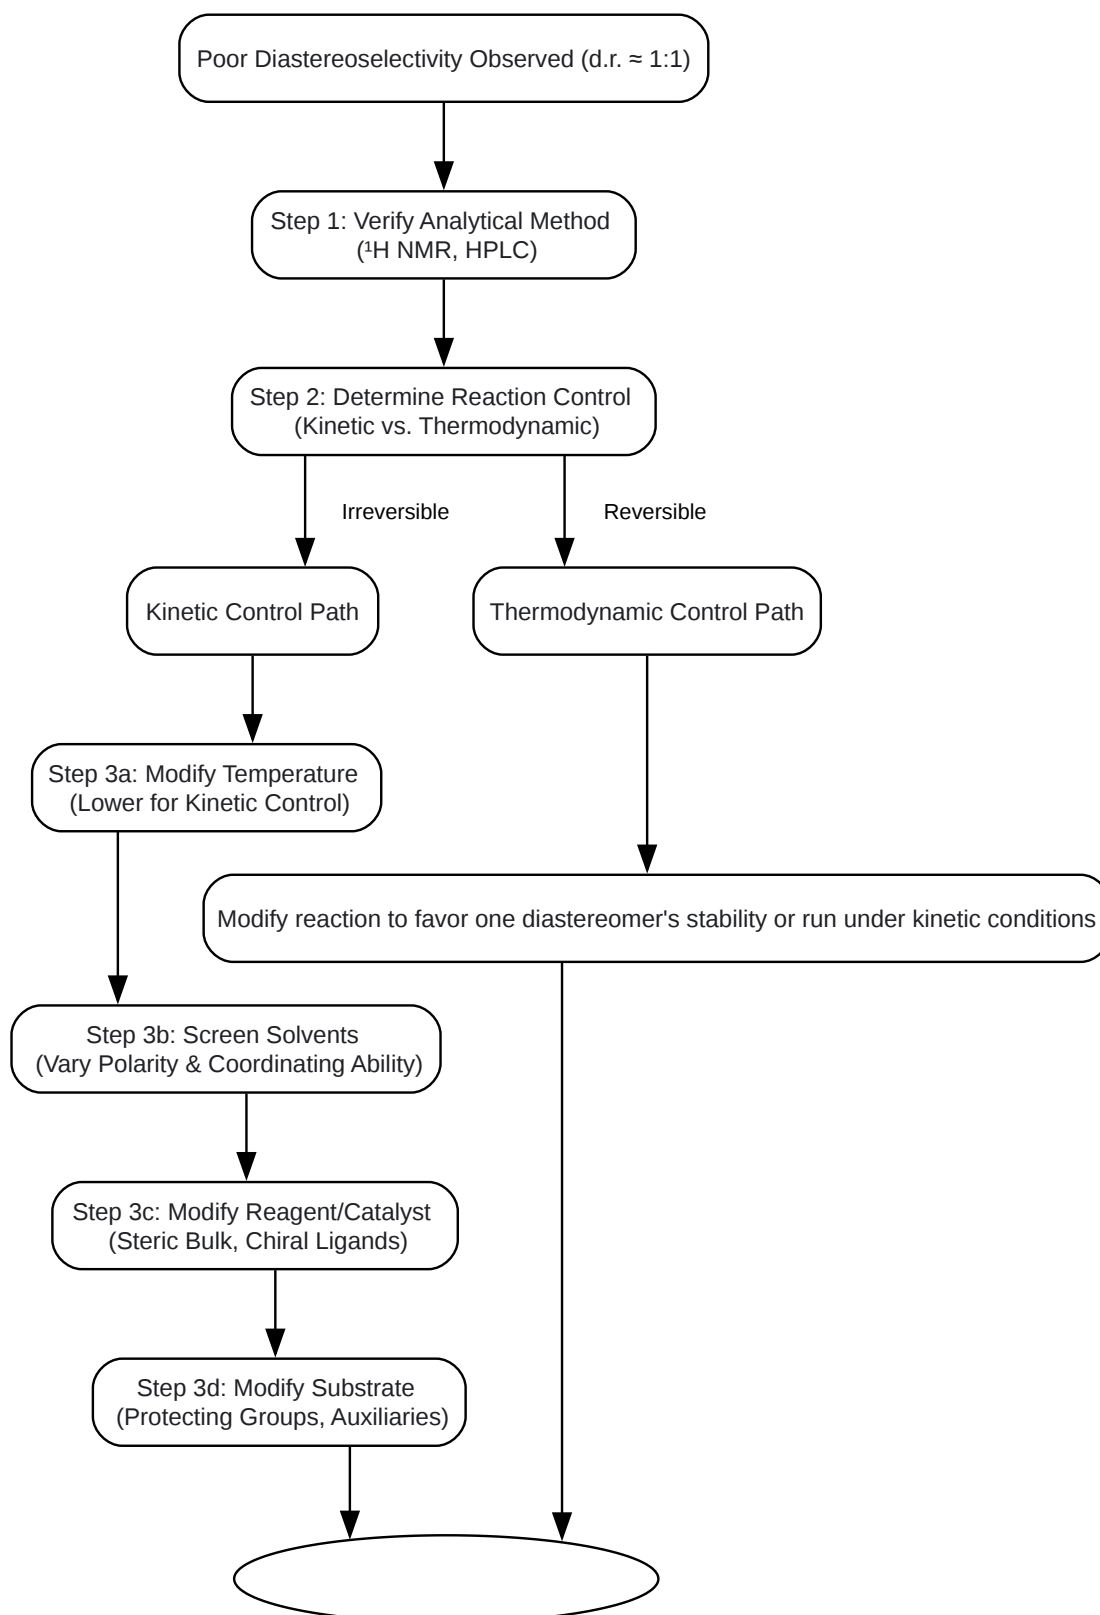 Poor Diastereoselectivity Observed (d.r. ≈ 1:1)
Step 1: Verify Analytical Method
(¹H NMR, HPLC)
Step 2: Determine Reaction Control
(Kinetic vs. Thermodynamic)
Irreversible
Reversible
Kinetic Control Path
Thermodynamic Control Path
Step 3a: Modify Temperature
(Lower for Kinetic Control)
Modify reaction to favor one diastereomer's stability or run under kinetic conditions
Step 3b: Screen Solvents
(Vary Polarity & Coordinating Ability)
Step 3c: Modify Reagent/Catalyst
(Steric Bulk, Chiral Ligands)
Step 3d: Modify Substrate
(Protecting Groups, Auxiliaries)